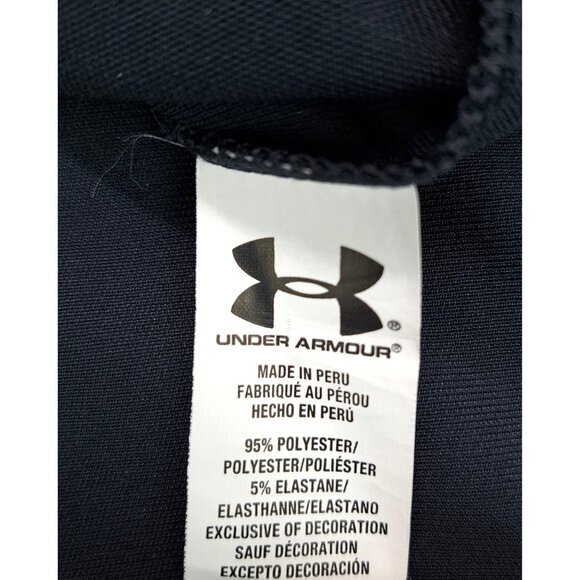 ®
UNDER ARMOUR®
MADE IN PERU
FABRIQUÉ AU PÉROU
HECHO EN PERÚ
95% POLYESTER/
POLYESTER/POLIÉSTER
5% ELASTANE/
ELASTHANNE/ELASTANO
EXCLUSIVE OF DECORATION
SAUF DÉCORATION
EXCEPTO DECORACIÓN